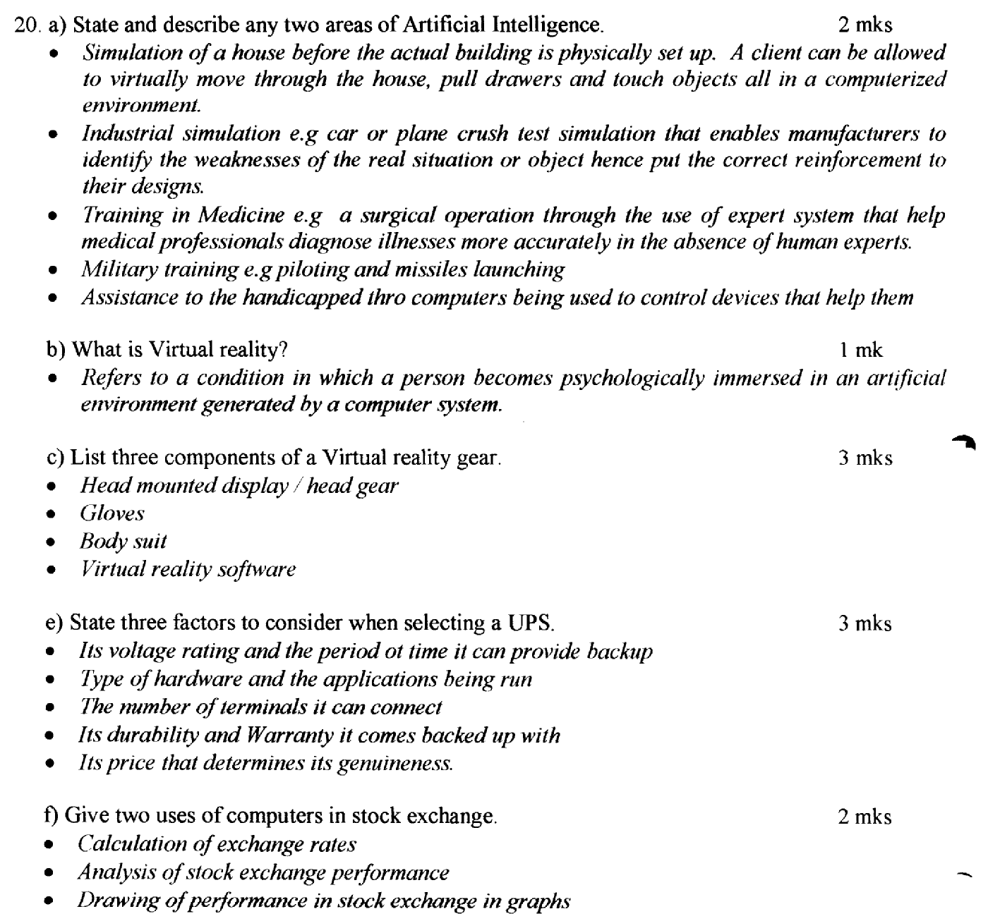 20. a) State and describe any two areas of Artificial Intelligence. 2 mks
• Simulation of a house before the actual building is physically set up. A client can be allowed
to virtually move through the house, pull drawers and touch objects all in a computerized
environment.
• Industrial simulation e.g car or plane crush test simulation that enables manufacturers to
identify the weaknesses of the real situation or object hence put the correct reinforcement to
their designs.
• Training in Medicine e.g a surgical operation through the use of expert system that help
medical professionals diagnose illnesses more accurately in the absence of human experts.
• Military training e.g piloting and missiles launching
• Assistance to the handicapped thro computers being used to control devices that help them
b) What is Virtual reality? 1 mk
• Refers to a condition in which a person becomes psychologically immersed in an artificial
environment generated by a computer system.
c) List three components of a Virtual reality gear. 3 mks
• Head mounted display / head gear
• Gloves
• Body suit
• Virtual reality software
e) State three factors to consider when selecting a UPS. 3 mks
• Its voltage rating and the period ot time it can provide backup
• Type of hardware and the applications being run
• The number of terminals it can connect
• Its durability and Warranty it comes backed up with
• Its price that determines its genuineness.
f) Give two uses of computers in stock exchange. 2 mks
• Calculation of exchange rates
• Analysis of stock exchange performance
• Drawing of performance in stock exchange in graphs